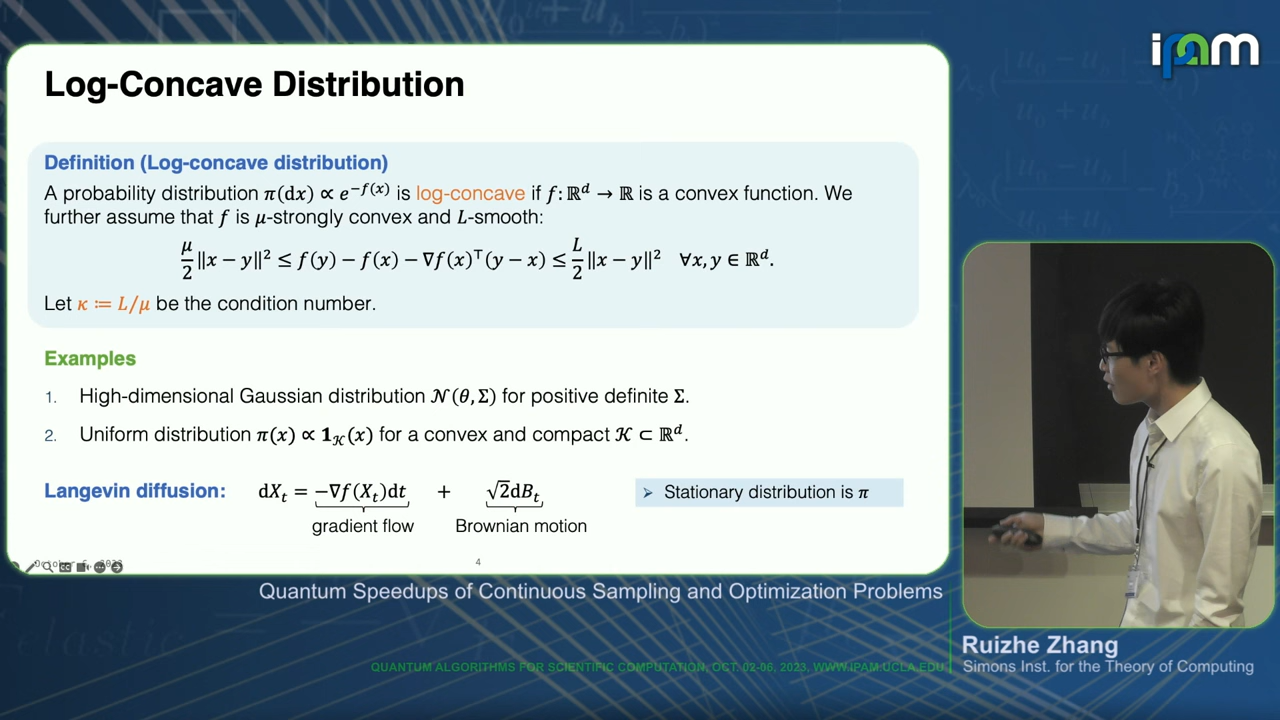 ipam
Log-Concave Distribution
Definition (Log-concave distribution)
A probability distribution π(dx) ∝ e^{−f(x)} is log-concave if f: ℝ^d → ℝ is a convex function. We
further assume that f is μ-strongly convex and L-smooth:
μ/2 ‖x − y‖² ≤ f(y) − f(x) − ∇f(x)^⊤(y − x) ≤ L/2 ‖x − y‖² ∀x, y ∈ ℝ^d.
Let κ ≔ L/μ be the condition number.
Examples
1. High-dimensional Gaussian distribution 𝒩(θ, Σ) for positive definite Σ.
2. Uniform distribution π(x) ∝ 𝟏_𝒦(x) for a convex and compact 𝒦 ⊂ ℝ^d.
Langevin diffusion: dX_t = −∇f(X_t)dt + √2dB_t ➢ Stationary distribution is π
gradient flow Brownian motion
4
Quantum Speedups of Continuous Sampling and Optimization Problems
Ruizhe Zhang
Simons Inst. for the Theory of Computing
QUANTUM ALGORITHMS FOR SCIENTIFIC COMPUTATION, OCT. 02-06, 2023, WWW.IPAM.UCLA.EDU